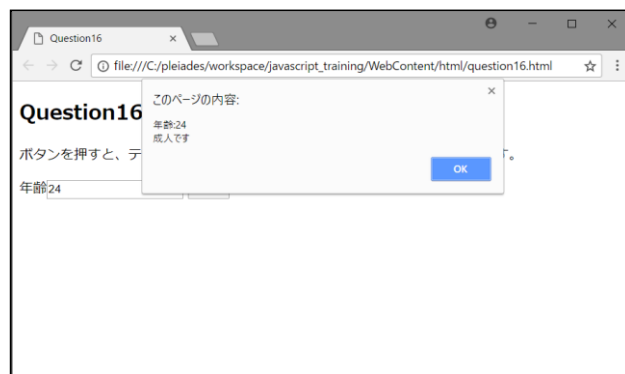 Question16
file:///C:/pleiades/workspace/javascript_training/WebContent/html/question16.html
このページの内容:
年齢:24
成人です
OK
Question16
ボタンを押すと、テ
す。
年齢24